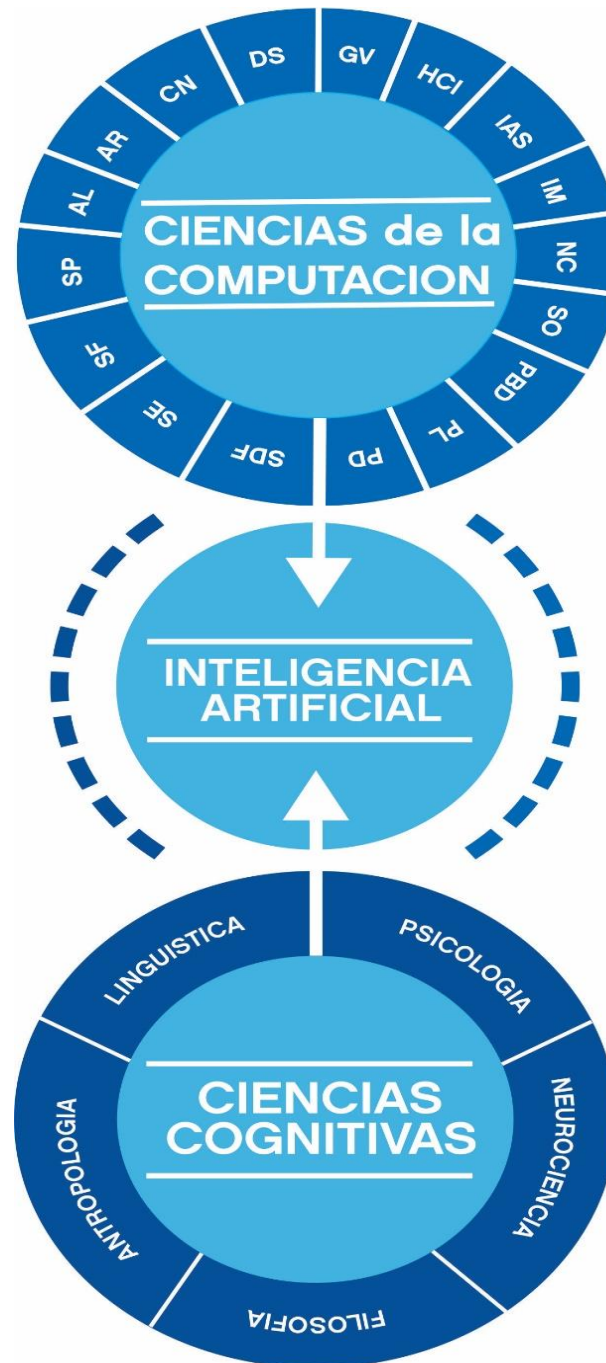 DS
GV
HCI
IAS
IM
NC
SO
PBD
PL
PD
SDF
SE
SF
SP
AL
AR
CN
CIENCIAS de la
COMPUTACION
INTELIGENCIA
ARTIFICIAL
LINGUISTICA
PSICOLOGIA
NEUROCIENCIA
FILOSOFIA
ANTROPOLOGIA
CIENCIAS
COGNITIVAS